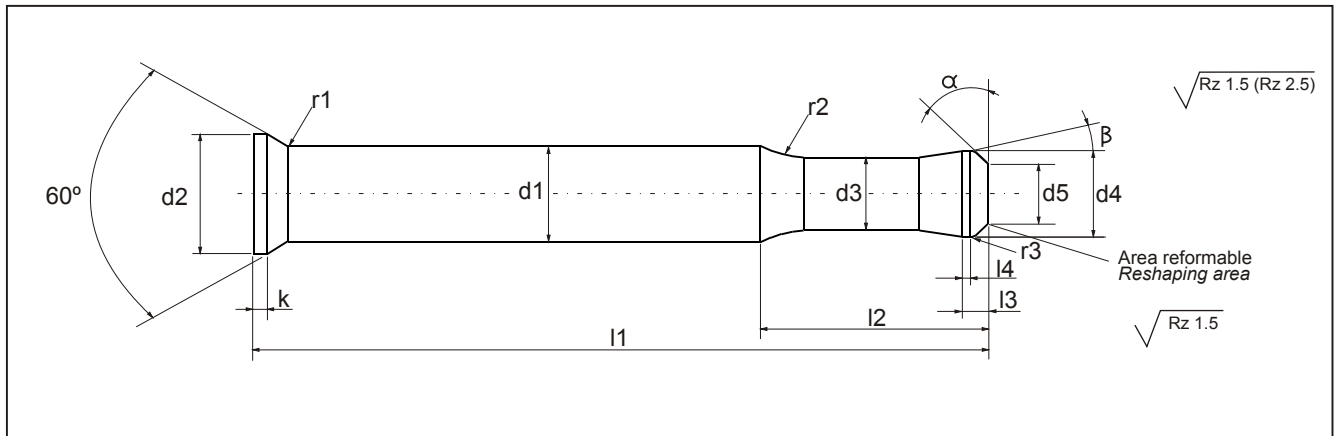 α
√Rz 1.5 (Rz 2.5)
r1
r2
β
60º
d2
d1
d3
d5
d4
r3
Area reformable
Reshaping area
l4
k
l3
l2
Rz 1.5
l1